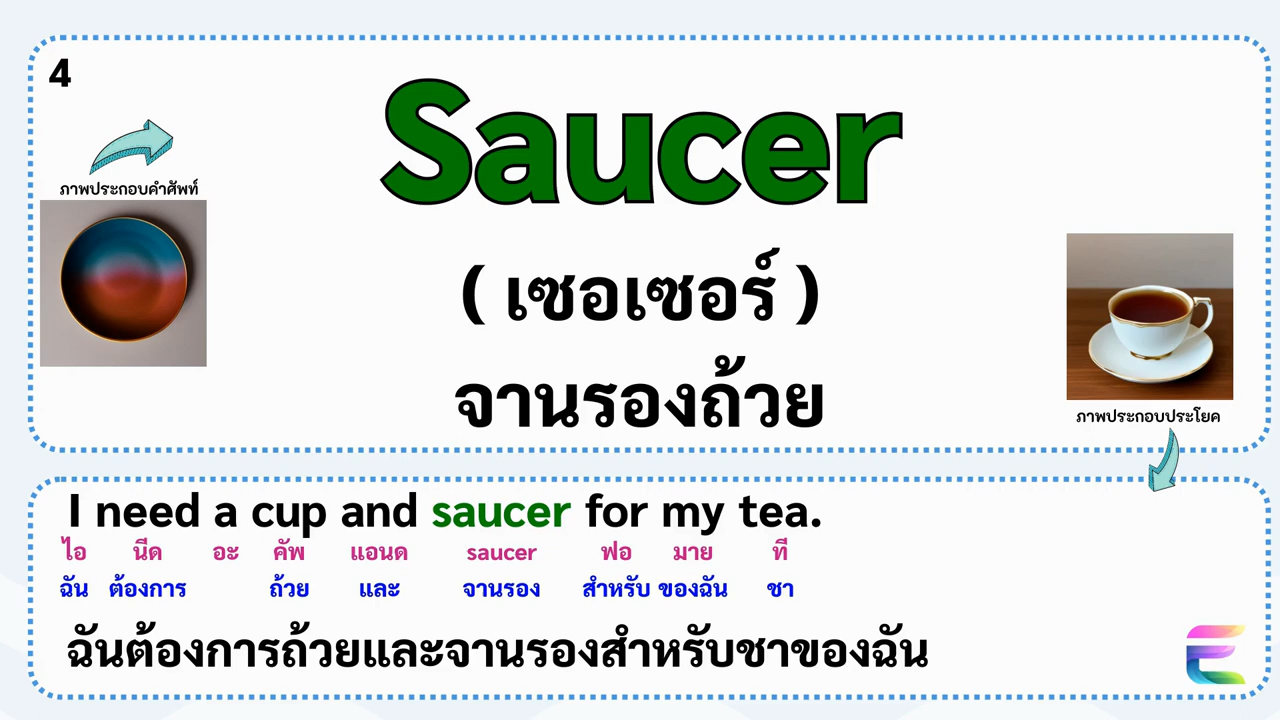 4
Saucer
ภาพประกอบคำศัพท์
( เซอเซอร์ )
จานรองถ้วย
ภาพประกอบประโยค
I need a cup and saucer for my tea.
ไอ นีด อะ คัพ แอนด saucer ฟอ มาย ที
ฉัน ต้องการ ถ้วย และ จานรอง สำหรับ ของฉัน ชา
ฉันต้องการถ้วยและจานรองสำหรับชาของฉัน